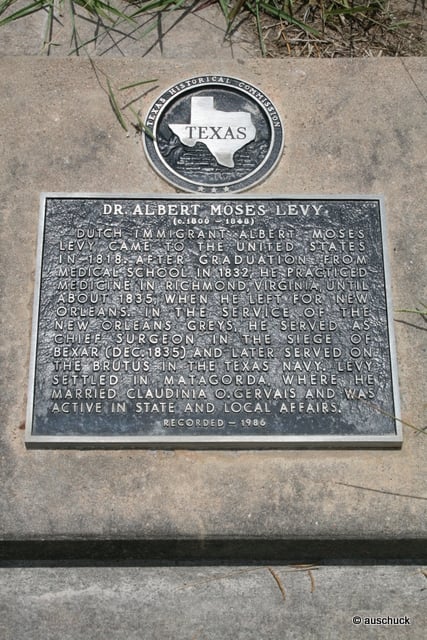 TEXAS HISTORICAL COMMISSION
TEXAS
DR. ALBERT MOSES LEVY
(c.1800 – 1848)
DUTCH IMMIGRANT ALBERT MOSES
LEVY CAME TO THE UNITED STATES
IN 1818. AFTER GRADUATION FROM
MEDICAL SCHOOL IN 1832, HE PRACTICED
MEDICINE IN RICHMOND, VIRGINIA, UNTIL
ABOUT 1835, WHEN HE LEFT FOR NEW
ORLEANS. IN THE SERVICE OF THE
NEW ORLEANS GREYS, HE SERVED AS
CHIEF SURGEON IN THE SIEGE OF
BEXAR (DEC. 1835) AND LATER SERVED ON
THE BRUTUS IN THE TEXAS NAVY. LEVY
SETTLED IN MATAGORDA, WHERE HE
MARRIED CLAUDINIA O. GERVAIS AND WAS
ACTIVE IN STATE AND LOCAL AFFAIRS.
RECORDED – 1986
© auschuck